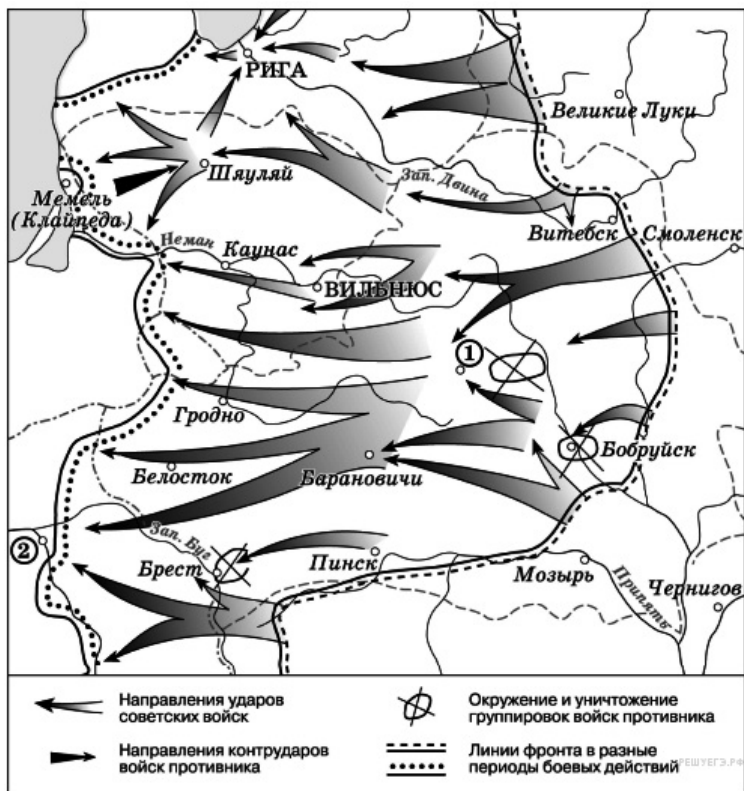 РИГА
Великие Луки
Шяуляй
Зап. Двина
Мемель
(Клайпеда)
Неман
Каунас
Витебск
Смоленск
ВИЛЬНЮС
1
Гродно
Бобруйск
Белосток
Барановичи
2
Зап. Буг
Брест
Пинск
Мозырь
Припять
Чернигов
Направления ударов
советских войск
Окружение и уничтожение
группировок войск противника
Направления контрударов
войск противника
Линии фронта в разные
периоды боевых действий
РЕШУЕГЭ.РФ